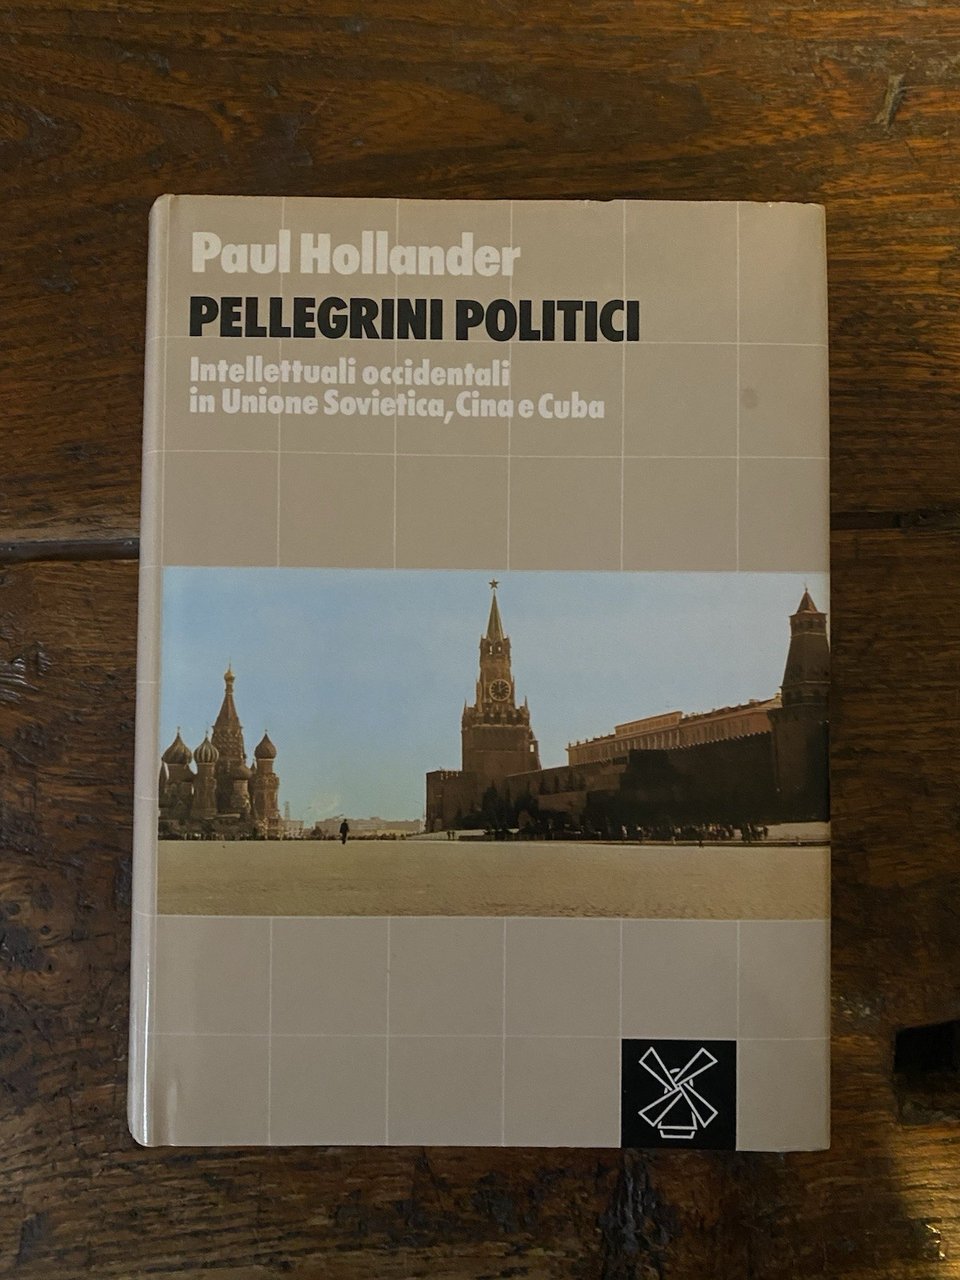 Paul Hollander
PELLEGRINI POLITICI
Intellettuali occidentali
in Unione Sovietica, Cina e Cuba